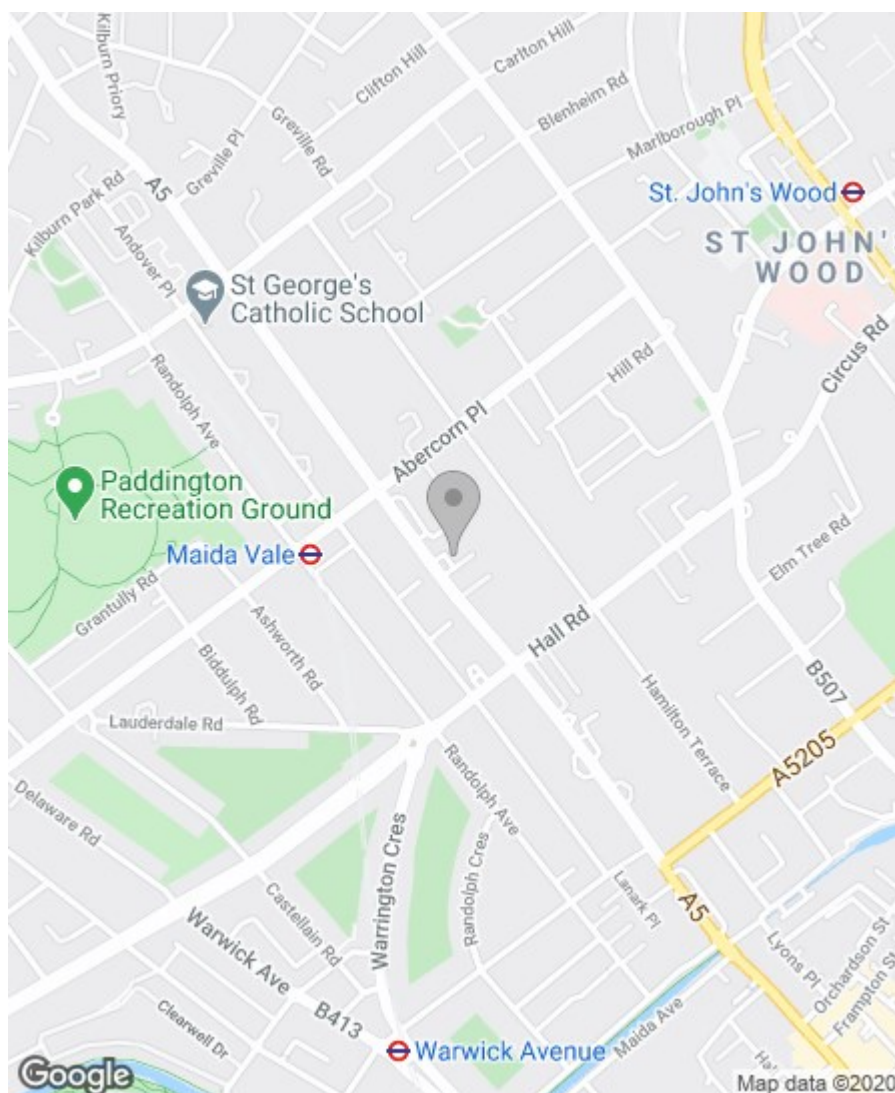 Kilburn Priory
Clifton Hill
Carlton Hill
Greville Pl
Greville Rd
Blenheim Rd
Marlborough Pl
A5
Kilburn Park Rd
Andover Pl
St. John's Wood
ST JOHN'
WOOD
St George's
Catholic School
Randolph Ave
Hill Rd
Circus Rd
Abercorn Pl
Paddington
Recreation Ground
Maida Vale
Elm Tree Rd
Grantully Rd
Ashworth Rd
Biddulph Rd
Hall Rd
Hamilton Terrace
B507
Lauderdale Rd
A5205
Delaware Rd
Randolph Ave
Randolph Cres
Warrington Cres
Castellain Rd
Lanark Pl
A5
Warwick Ave
B413
Lyons Pl
Orchardson St
Frampton St
Clearwell Dr
Warwick Avenue
Maida Ave
Google
Map data ©2020